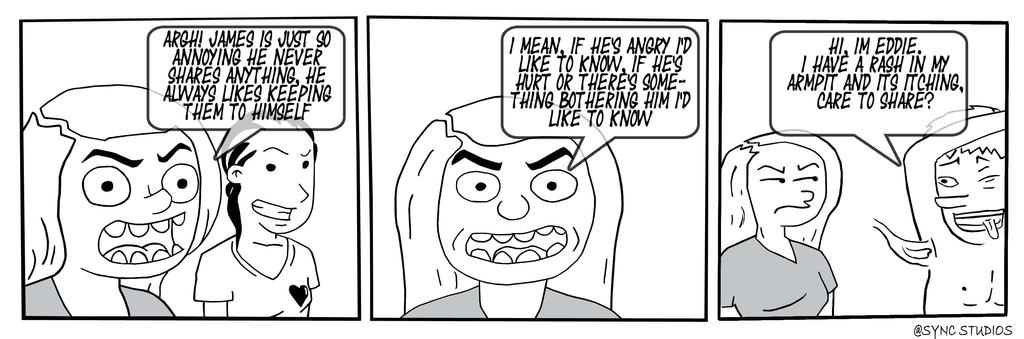 ARGH! JAMES IS JUST SO
ANNOYING HE NEVER
SHARES ANYTHING, HE
ALWAYS LIKES KEEPING
THEM TO HIMSELF
I MEAN, IF HE'S ANGRY I'D
LIKE TO KNOW, IF HE'S
HURT OR THERE'S SOME-
THING BOTHERING HIM I'D
LIKE TO KNOW
HI, IM EDDIE.
I HAVE A RASH IN MY
ARMPIT AND ITS ITCHING,
CARE TO SHARE?
@SYNC STUDIOS